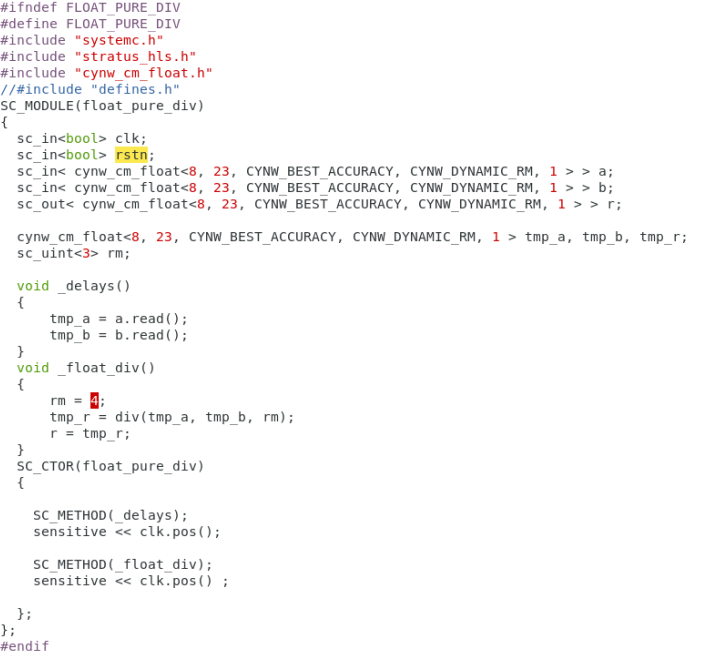 #ifndef FLOAT_PURE_DIV
#define FLOAT_PURE_DIV
#include "systemc.h"
#include "stratus_hls.h"
#include "cynw_cm_float.h"
//#include "defines.h"
SC_MODULE(float_pure_div)
{
  sc_in<bool> clk;
  sc_in<bool> rstn;
  sc_in< cynw_cm_float<8, 23, CYNW_BEST_ACCURACY, CYNW_DYNAMIC_RM, 1 > > a;
  sc_in< cynw_cm_float<8, 23, CYNW_BEST_ACCURACY, CYNW_DYNAMIC_RM, 1 > > b;
  sc_out< cynw_cm_float<8, 23, CYNW_BEST_ACCURACY, CYNW_DYNAMIC_RM, 1 > > r;

  cynw_cm_float<8, 23, CYNW_BEST_ACCURACY, CYNW_DYNAMIC_RM, 1 > tmp_a, tmp_b, tmp_r;
  sc_uint<3> rm;

  void _delays()
  {
      tmp_a = a.read();
      tmp_b = b.read();
  }
  void _float_div()
  {
      rm = 4;
      tmp_r = div(tmp_a, tmp_b, rm);
      r = tmp_r;
  }
  SC_CTOR(float_pure_div)
  {

    SC_METHOD(_delays);
    sensitive << clk.pos();

    SC_METHOD(_float_div);
    sensitive << clk.pos() ;

  };
};
#endif